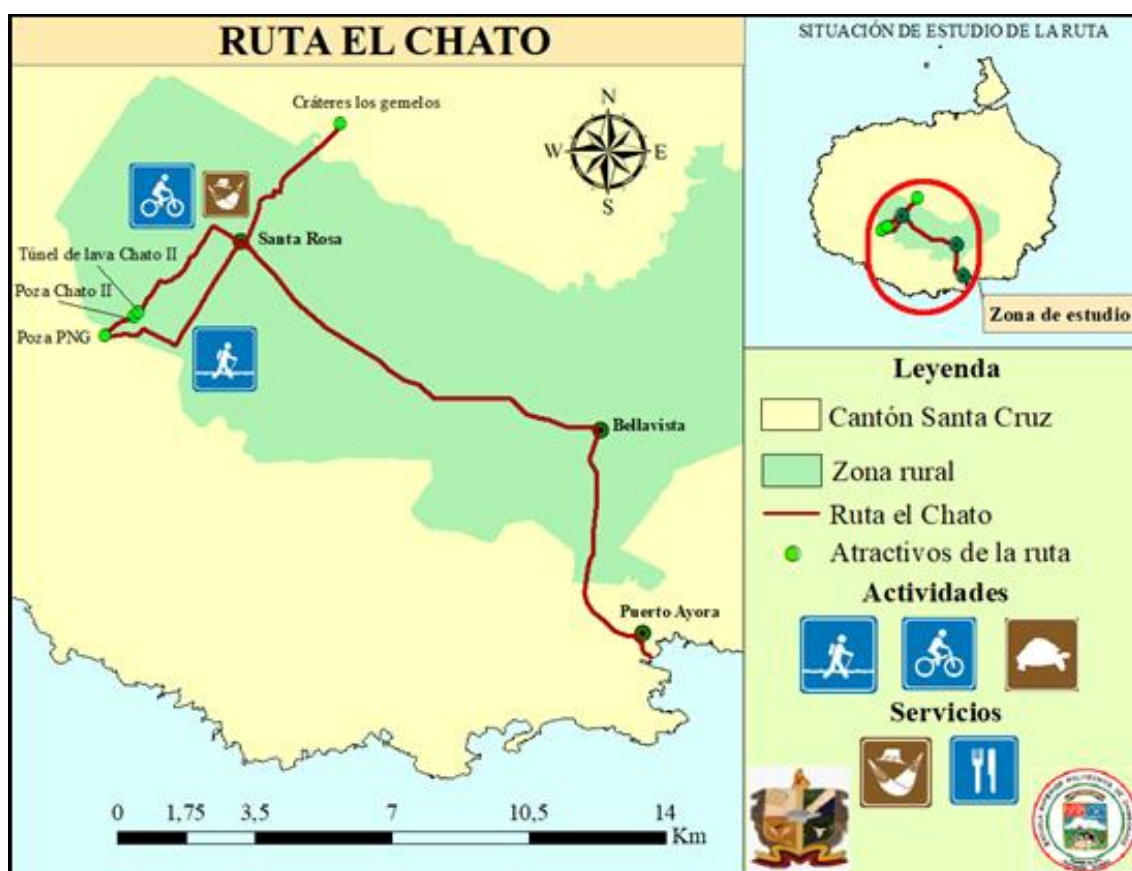 RUTA EL CHATO
Cráteres los gemelos
N
W
E
S
Santa Rosa
Túnel de lava Chato II
Poza Chato II
Poza PNG
Bellavista
Puerto Ayora
0
1,75
3,5
7
10,5
14
Km
SITUACIÓN DE ESTUDIO DE LA RUTA
Zona de estudio
Leyenda
Cantón Santa Cruz
Zona rural
Ruta el Chato
Atractivos de la ruta
Actividades
Servicios